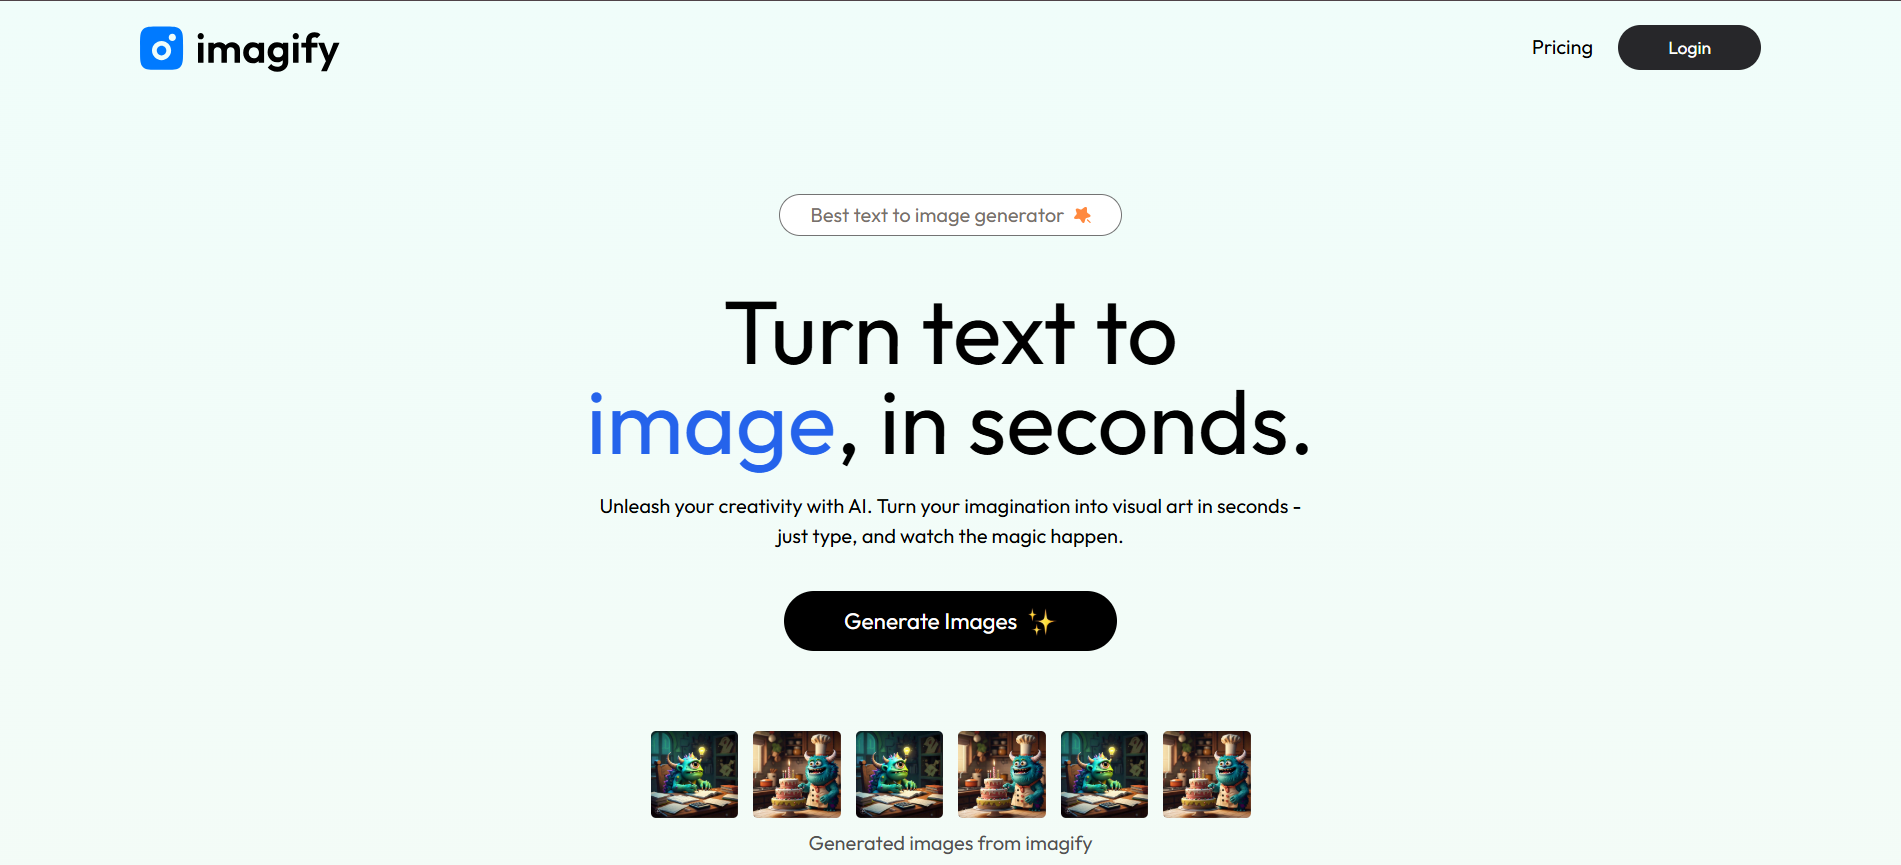 imagify
Pricing
Login
Best text to image generator
Turn text to
image, in seconds.
Unleash your creativity with AI. Turn your imagination into visual art in seconds -
just type, and watch the magic happen.
Generate Images ✨
Generated images from imagify